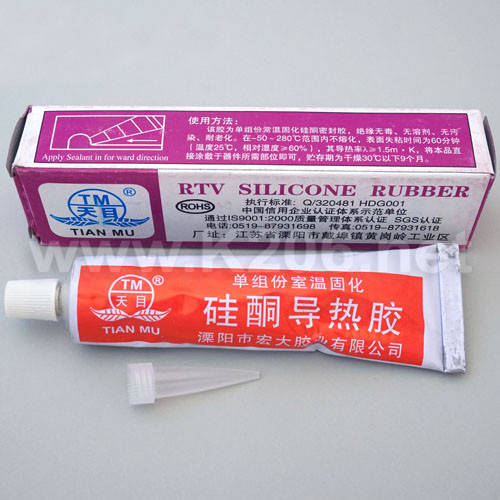 使用方法:
该胶为单组份常温固化硅酮密封胶,绝缘无毒、无溶剂、无污
染、耐老化。在-50~280℃范围内不熔化,表面失粘时间为60分钟
(温度25℃,相对湿度≥60%),其导热率λ≥1.5m·K,将本品直
接涂敷于器件所需部位即可,贮存期为干燥30℃以下9个月。
Apply Sealant in for ward direction
TM
®
天目
TIAN MU
RTV SILICONE RUBBER
ROHS
执行标准: Q/320481 HDG001
中国信用企业认证体系示范单位
通过ISO9001:2000质量管理体系认证 SGS认证
电话:0519-87931698 传真:0519-87931618
厂址: 江苏省溧阳市戴埠镇黄岗岭工业区
TM
®
天目
TIAN MU
单组份室温固化
硅酮导热胶
溧阳市宏大胶业有限公司